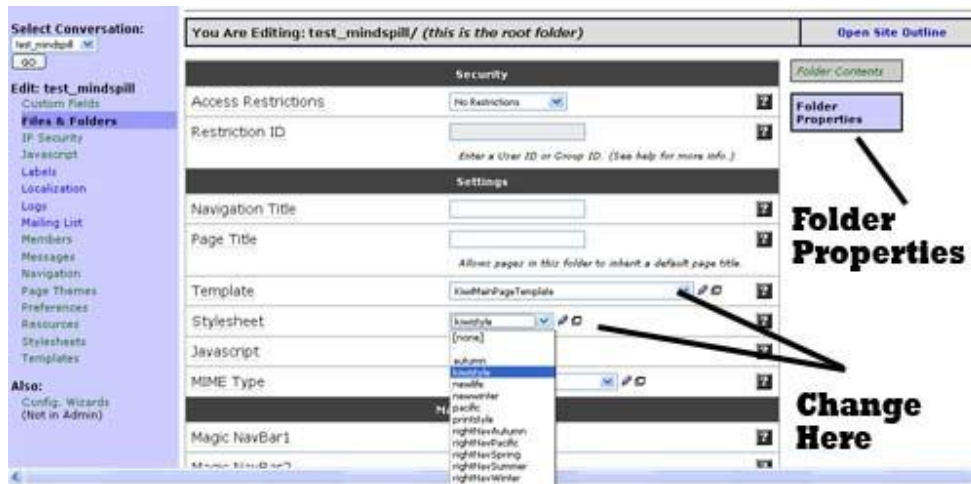 Select Conversation:
test_mindspill
GO
Edit: test_mindspill
Custom Fields
Files & Folders
IP Security
Javascript
Labels
Localization
Logs
Mailing List
Members
Messages
Navigation
Page Themes
Preferences
Resources
Stylesheets
Templates
Also:
Config. Wizards
(Not in Admin)
You Are Editing: test_mindspill/ (this is the root folder)
Open Site Outline
Security
Access Restrictions
No Restrictions
?
Restriction ID
?
Enter a User ID or Group ID. (See help for more info.)
Settings
Navigation Title
?
Page Title
?
Allows pages in this folder to inherit a default page title.
Template
KiwiMainPageTemplate
?
Stylesheet
kiwistyle
?
[none]
autumn
kiwistyle
newlife
newwinter
pacific
printstyle
rightNavAutumn
rightNavPacific
rightNavSpring
rightNavSummer
rightNavWinter
Javascript
?
MIME Type
?
Magic NavBar1
?
Magic NavBar2
Folder Contents
Folder
Properties
Folder
Properties
Change
Here